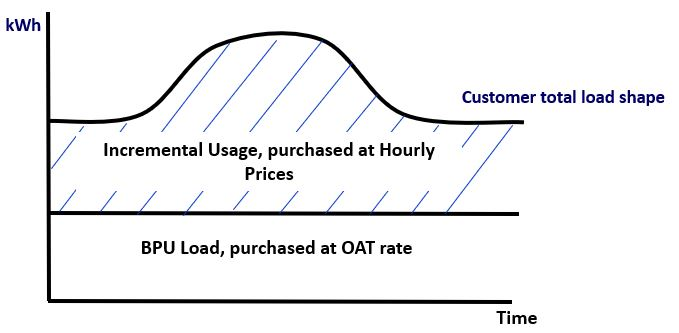 kWh
Customer total load shape
Incremental Usage, purchased at Hourly
Prices
BPU Load, purchased at OAT rate
Time